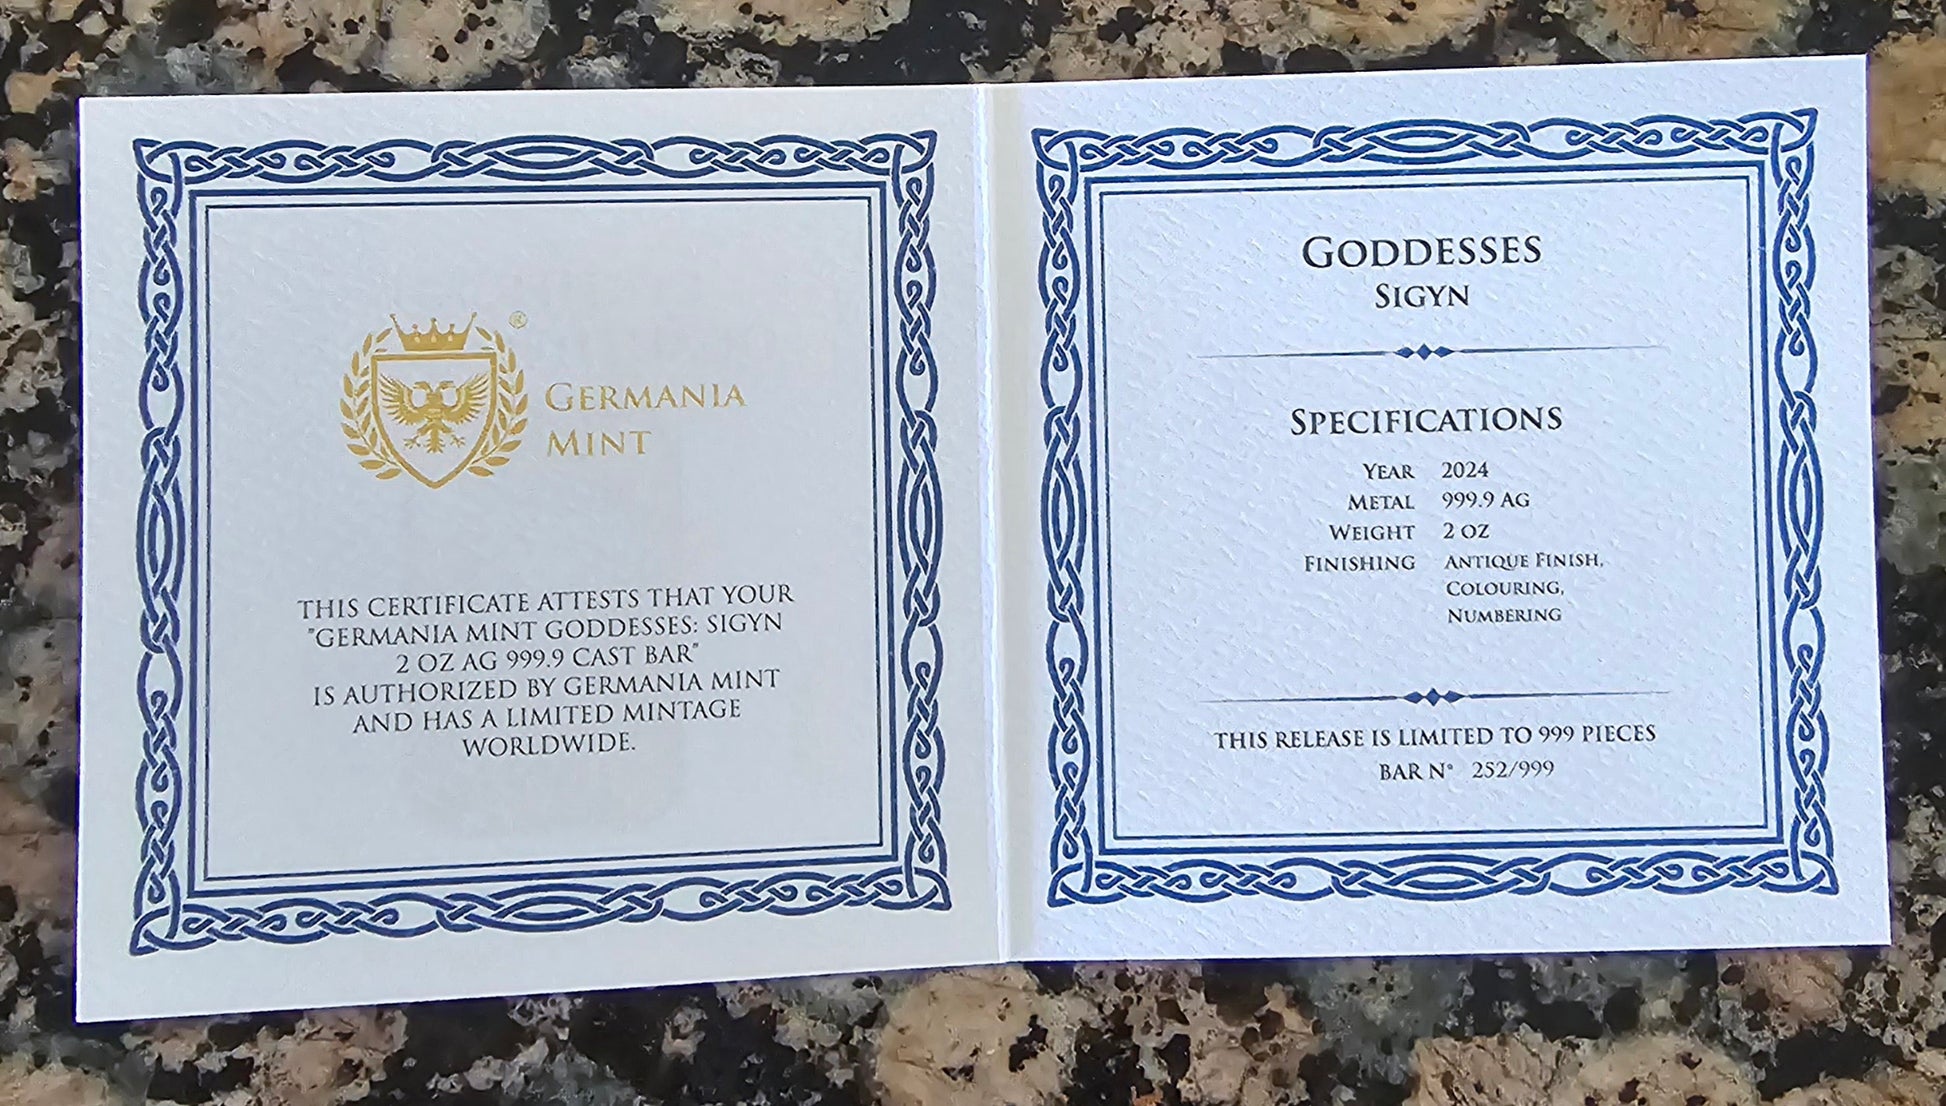 ®
GERMANIA
MINT
THIS CERTIFICATE ATTESTS THAT YOUR
"GERMANIA MINT GODDESSES: SIGYN
2 OZ AG 999.9 CAST BAR"
IS AUTHORIZED BY GERMANIA MINT
AND HAS A LIMITED MINTAGE
WORLDWIDE.
GODDESSES
SIGYN
SPECIFICATIONS
YEAR 2024
METAL 999.9 AG
WEIGHT 2 OZ
FINISHING ANTIQUE FINISH,
COLOURING,
NUMBERING
THIS RELEASE IS LIMITED TO 999 PIECES
BAR N° 252/999